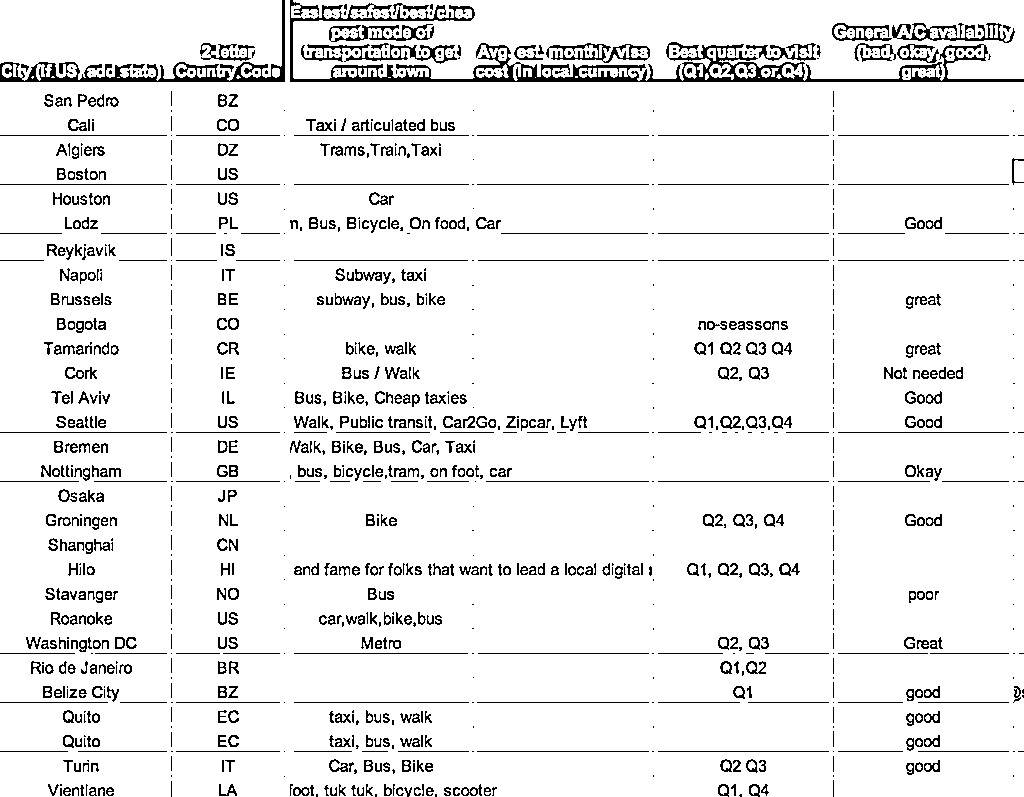 City (if US, add state) 2-letter Country Code Easiest/safest/best/cheapest mode of transportation to get around town Avg. est. monthly visa cost (in local currency) Best quarter to visit (Q1,Q2,Q3 or,Q4) General A/C availability (bad, okay, good, great)
San Pedro BZ
Cali CO Taxi / articulated bus
Algiers DZ Trams,Train,Taxi
Boston US
Houston US Car
Lodz PL n, Bus, Bicycle, On food, Car Good
Reykjavik IS
Napoli IT Subway, taxi
Brussels BE subway, bus, bike great
Bogota CO no-seassons
Tamarindo CR bike, walk Q1 Q2 Q3 Q4 great
Cork IE Bus / Walk Q2, Q3 Not needed
Tel Aviv IL Bus, Bike, Cheap taxies Good
Seattle US Walk, Public transit, Car2Go, Zipcar, Lyft Q1,Q2,Q3,Q4 Good
Bremen DE Walk, Bike, Bus, Car, Taxi
Nottingham GB , bus, bicycle,tram, on foot, car Okay
Osaka JP
Groningen NL Bike Q2, Q3, Q4 Good
Shanghai CN
Hilo HI and fame for folks that want to lead a local digital Q1, Q2, Q3, Q4
Stavanger NO Bus poor
Roanoke US car,walk,bike,bus
Washington DC US Metro Q2, Q3 Great
Rio de Janeiro BR Q1,Q2
Belize City BZ Q1 good
Quito EC taxi, bus, walk good
Quito EC taxi, bus, walk good
Turin IT Car, Bus, Bike Q2 Q3 good
Vientiane LA foot, tuk tuk, bicycle, scooter Q1, Q4